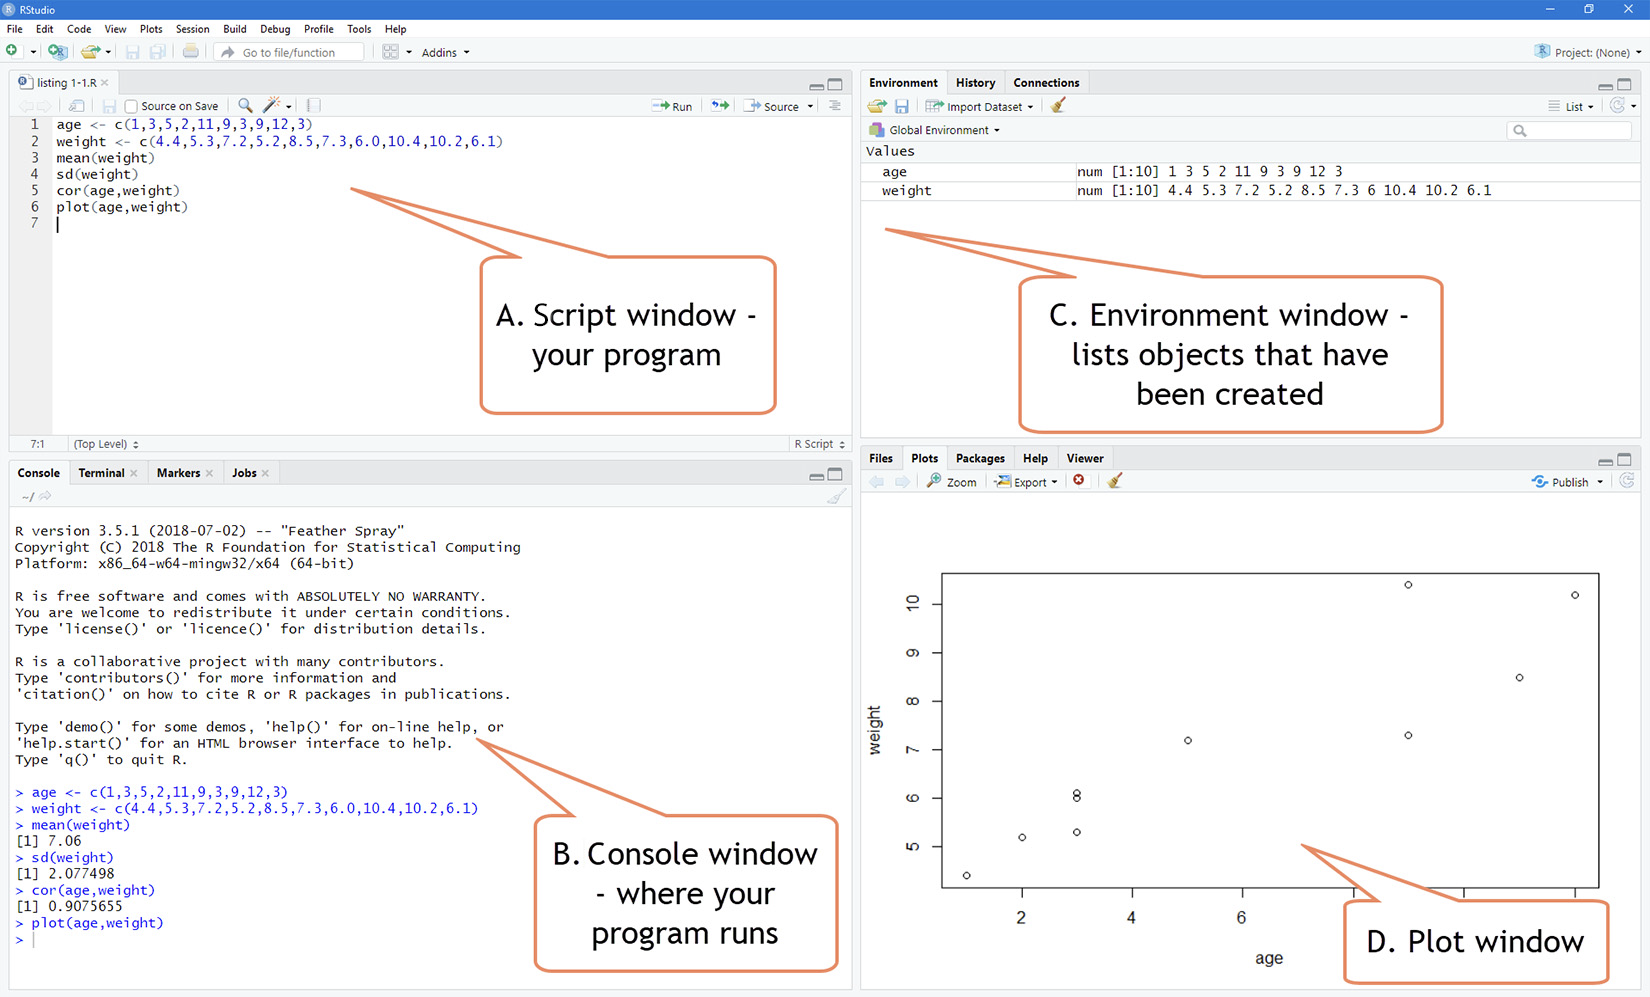 RStudio
File Edit Code View Plots Session Build Debug Profile Tools Help
Go to file/function Addins Project: (None)
listing 1-1.R
Source on Save Run Source
1 age <- c(1,3,5,2,11,9,3,9,12,3)
2 weight <- c(4.4,5.3,7.2,5.2,8.5,7.3,6.0,10.4,10.2,6.1)
3 mean(weight)
4 sd(weight)
5 cor(age,weight)
6 plot(age,weight)
7
A. Script window -
your program
7:1 (Top Level) R Script
Console Terminal Markers Jobs
~/
R version 3.5.1 (2018-07-02) -- "Feather Spray"
Copyright (C) 2018 The R Foundation for Statistical Computing
Platform: x86_64-w64-mingw32/x64 (64-bit)
R is free software and comes with ABSOLUTELY NO WARRANTY.
You are welcome to redistribute it under certain conditions.
Type 'license()' or 'licence()' for distribution details.
R is a collaborative project with many contributors.
Type 'contributors()' for more information and
'citation()' on how to cite R or R packages in publications.
Type 'demo()' for some demos, 'help()' for on-line help, or
'help.start()' for an HTML browser interface to help.
Type 'q()' to quit R.
> age <- c(1,3,5,2,11,9,3,9,12,3)
> weight <- c(4.4,5.3,7.2,5.2,8.5,7.3,6.0,10.4,10.2,6.1)
> mean(weight)
[1] 7.06
> sd(weight)
[1] 2.077498
> cor(age,weight)
[1] 0.9075655
> plot(age,weight)
>
B. Console window
- where your
program runs
Environment History Connections
Import Dataset List
Global Environment
Values
age num [1:10] 1 3 5 2 11 9 3 9 12 3
weight num [1:10] 4.4 5.3 7.2 5.2 8.5 7.3 6 10.4 10.2 6.1
C. Environment window -
lists objects that have
been created
Files Plots Packages Help Viewer
Zoom Export Publish
10
9
8
7
6
5
weight
2 4 6
age
D. Plot window